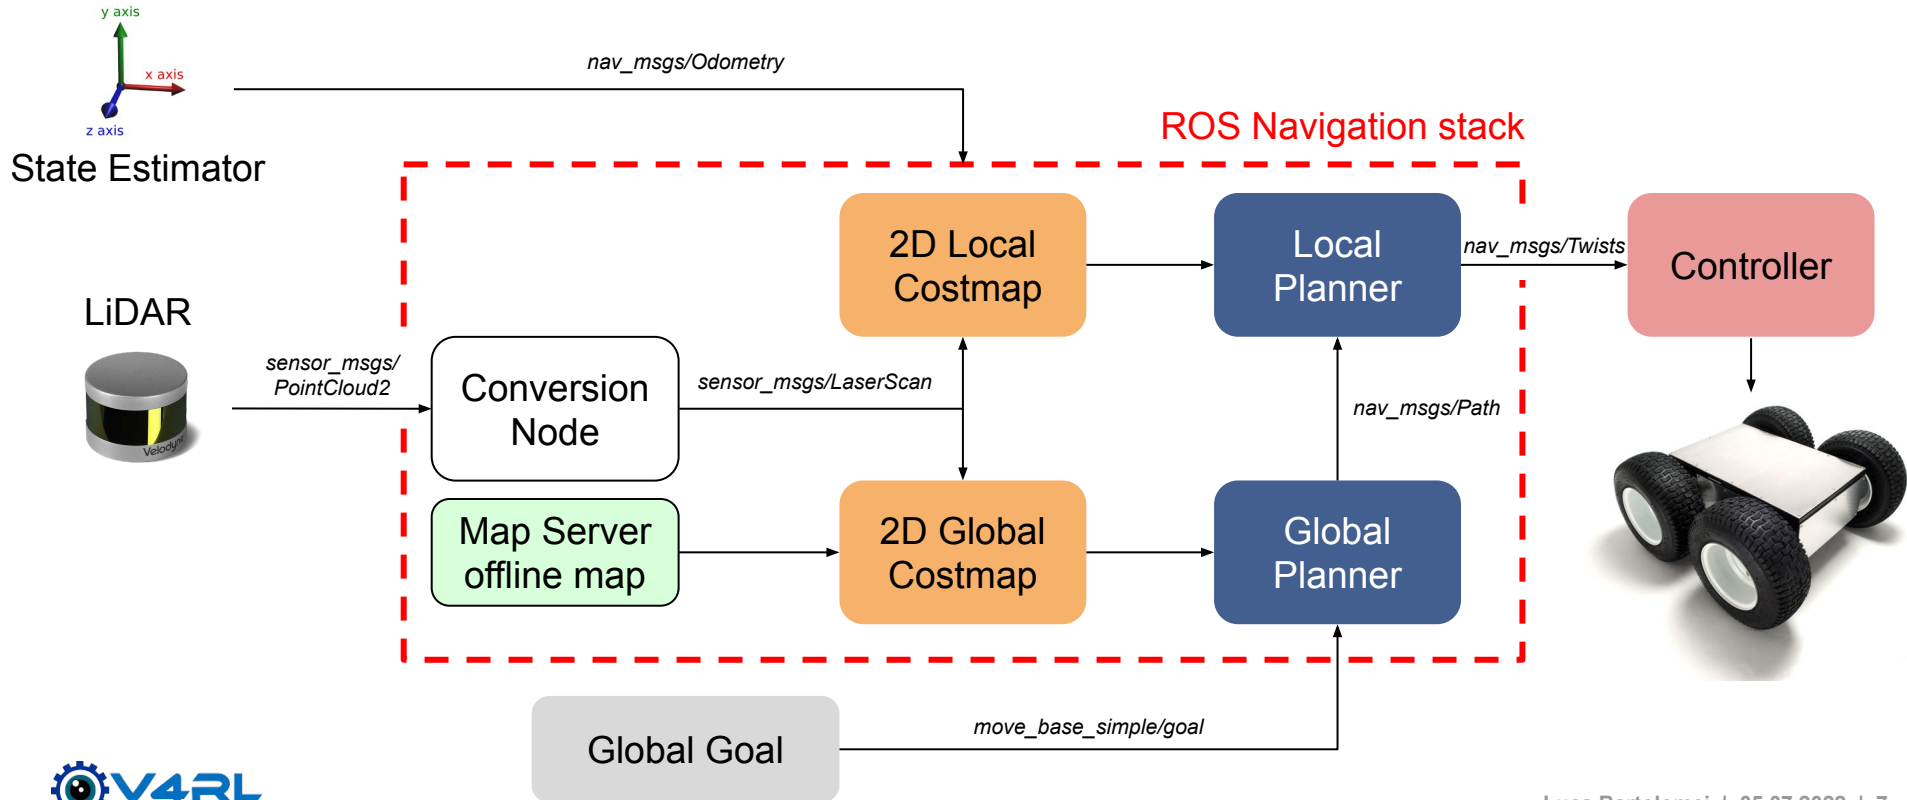 y axis
x axis
z axis
State Estimator
nav_msgs/Odometry
ROS Navigation stack
2D Local
Costmap
Local
Planner
nav_msgs/Twists
Controller
LiDAR
Velodyne
sensor_msgs/
PointCloud2
Conversion
Node
sensor_msgs/LaserScan
nav_msgs/Path
Map Server
offline map
2D Global
Costmap
Global
Planner
Global Goal
move_base_simple/goal
V4RL